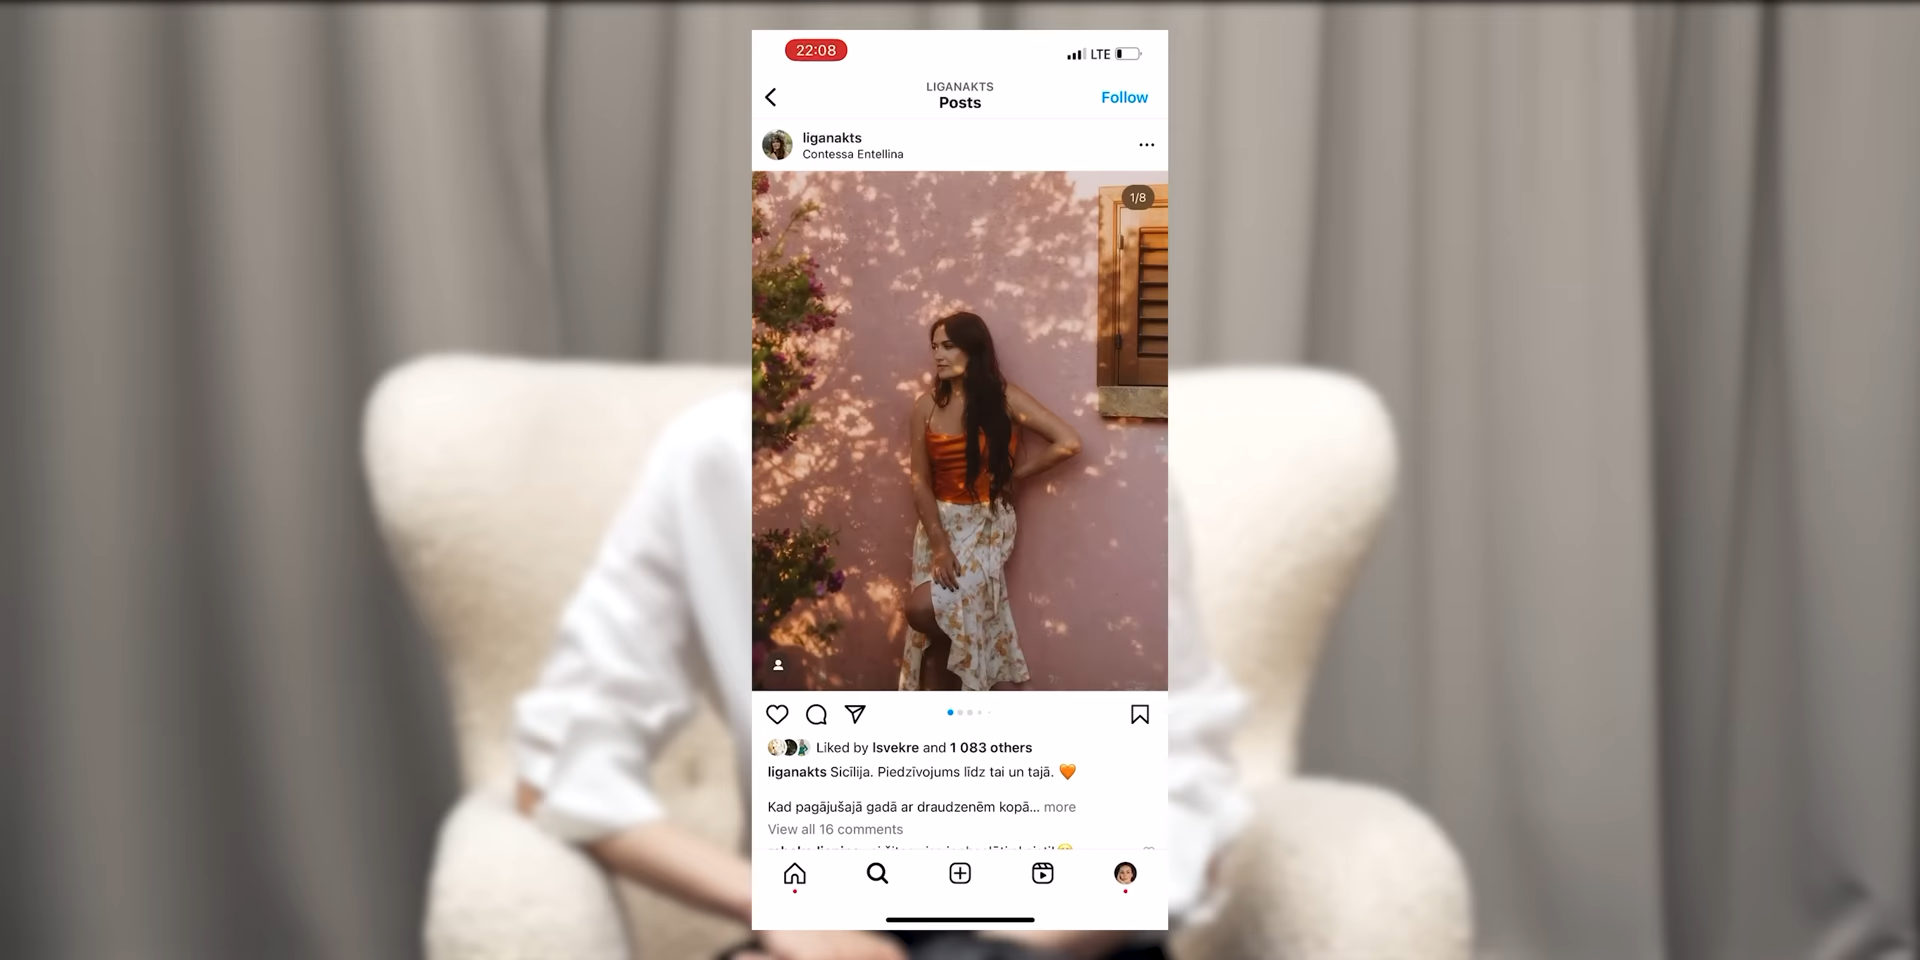 22:08
LTE
LIGANAKTS
Posts
Follow
liganakts
Contessa Entellina
1/8
Liked by lsvekre and 1 083 others
liganakts Sicīlija. Piedzīvojums līdz tai un tajā. 🧡
Kad pagājušajā gadā ar draudzenēm kopā... more
View all 16 comments